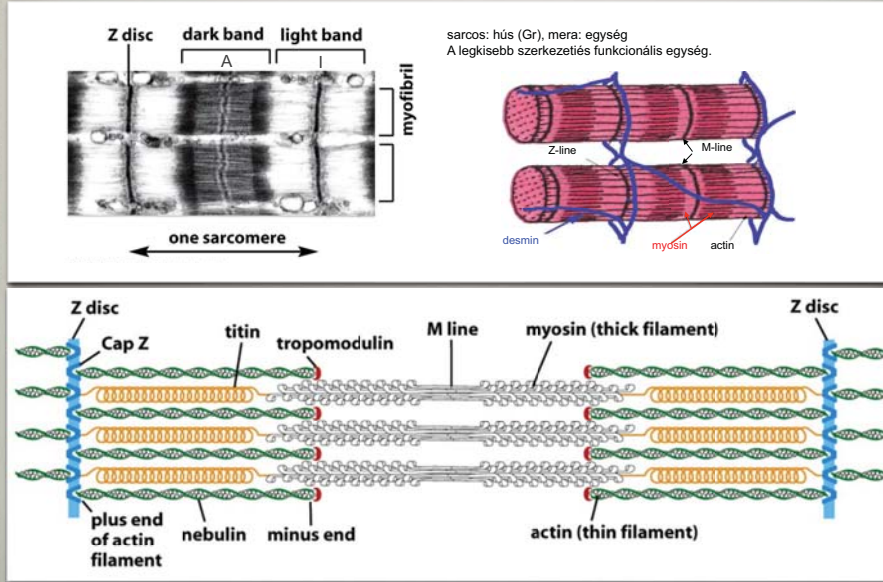 Z disc
dark band
light band
A
I
myofibril
one sarcomere
sarcos: hús (Gr), mera: egység
A legkisebb szerkezetiés funkcionális egység.
Z-line
M-line
desmin
myosin
actin
Z disc
Cap Z
titin
tropomodulin
M line
myosin (thick filament)
Z disc
plus end
of actin
filament
nebulin
minus end
actin (thin filament)